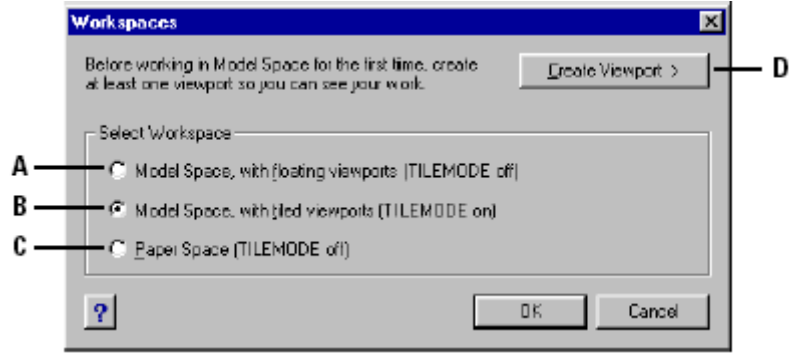 Workspaces
Before working in Model Space for the first time, create
at least one viewport so you can see your work.
Create Viewport >
D
Select Workspace
A
Model Space, with floating viewports (TILEMODE off)
B
Model Space, with tiled viewports (TILEMODE on)
C
Paper Space (TILEMODE off)
?
OK
Cancel